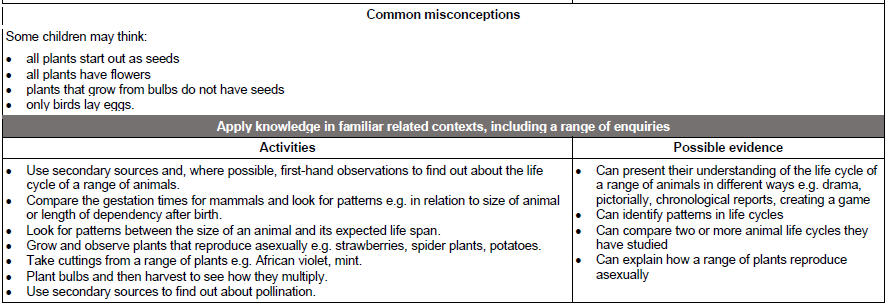 Common misconceptions
Some children may think:
• all plants start out as seeds
• all plants have flowers
• plants that grow from bulbs do not have seeds
• only birds lay eggs.
Apply knowledge in familiar related contexts, including a range of enquiries
Activities
• Use secondary sources and, where possible, first-hand observations to find out about the life
cycle of a range of animals.
• Compare the gestation times for mammals and look for patterns e.g. in relation to size of animal
or length of dependency after birth.
• Look for patterns between the size of an animal and its expected life span.
• Grow and observe plants that reproduce asexually e.g. strawberries, spider plants, potatoes.
• Take cuttings from a range of plants e.g. African violet, mint.
• Plant bulbs and then harvest to see how they multiply.
• Use secondary sources to find out about pollination.
Possible evidence
• Can present their understanding of the life cycle of
a range of animals in different ways e.g. drama,
pictorially, chronological reports, creating a game
• Can identify patterns in life cycles
• Can compare two or more animal life cycles they
have studied
• Can explain how a range of plants reproduce
asexually